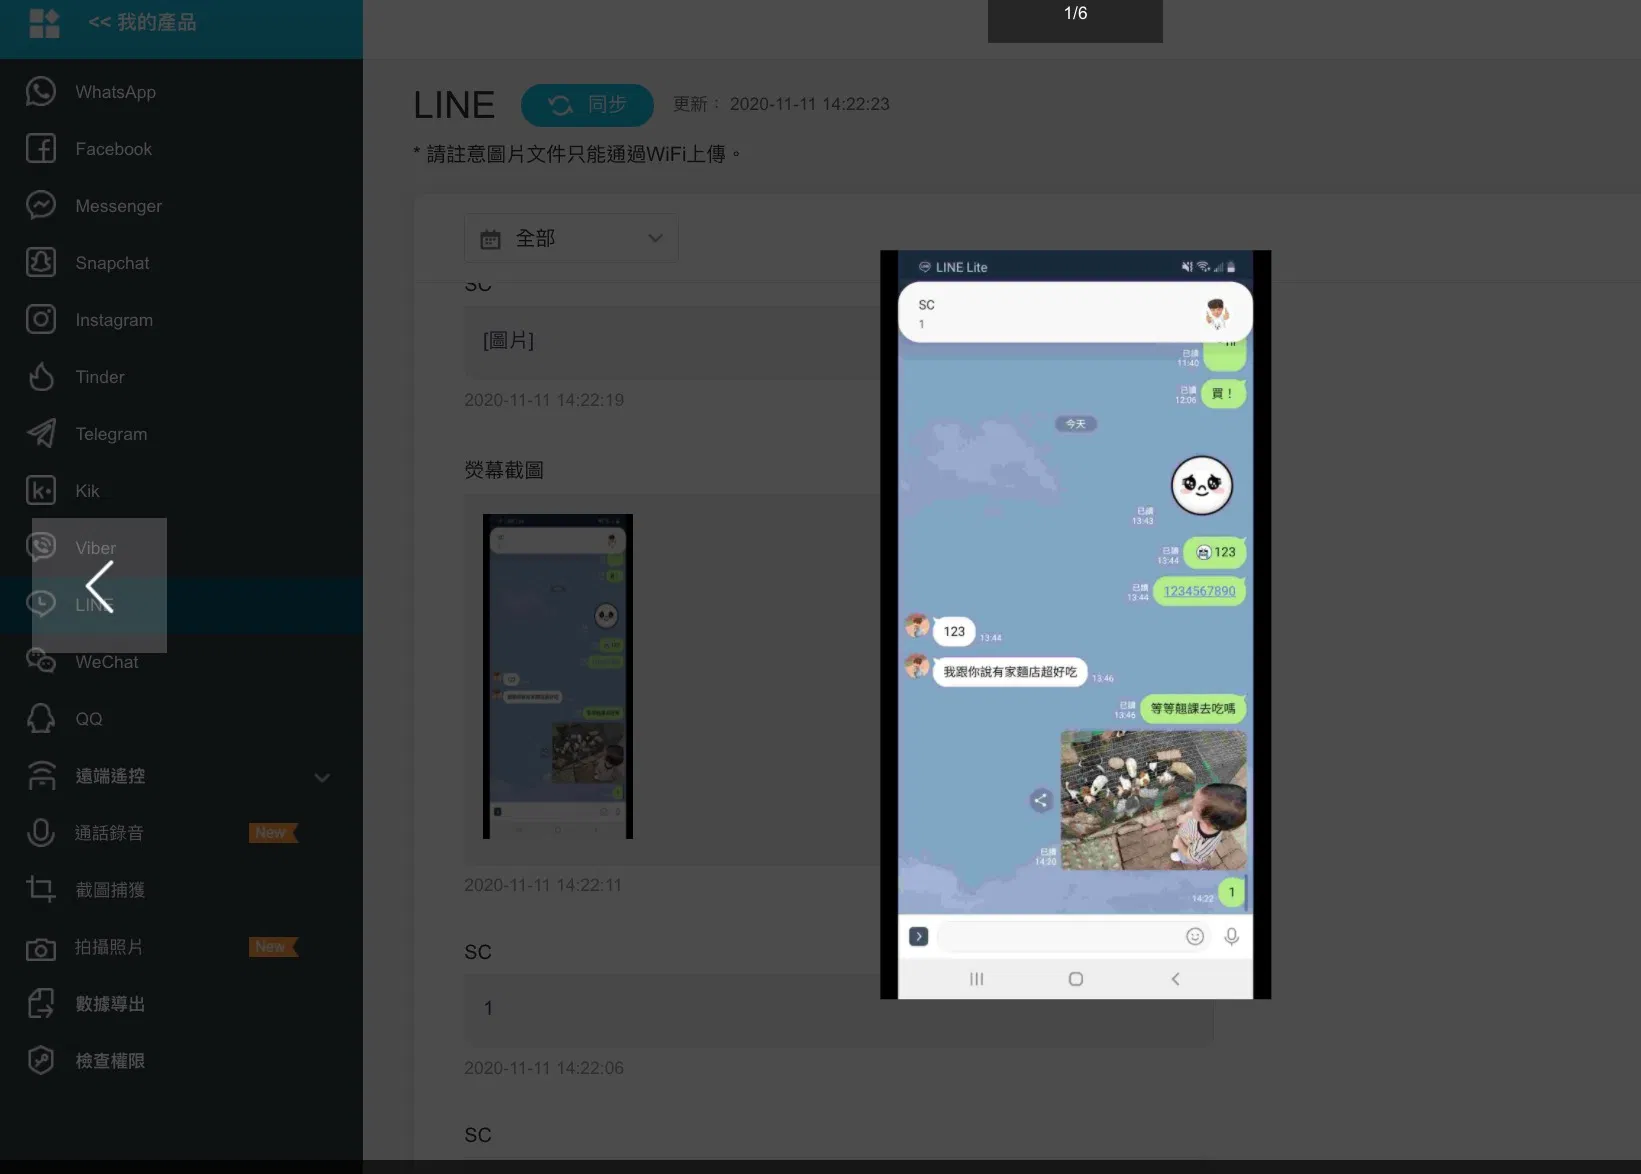 << 我的產品
WhatsApp
Facebook
Messenger
Snapchat
Instagram
Tinder
Telegram
Kik
Viber
LINE
WeChat
QQ
遠端遙控
通話錄音 New
截圖捕獲
拍攝照片 New
數據導出
檢查權限
1/6
LINE 同步 更新： 2020-11-11 14:22:23
* 請註意圖片文件只能通過WiFi上傳。
全部
SC
[圖片]
2020-11-11 14:22:19
熒幕截圖
2020-11-11 14:22:11
SC
1
2020-11-11 14:22:06
SC
LINE Lite
SC
1
已讀
11:40
已讀
12:06
買！
今天
已讀
13:43
已讀
13:44
123
已讀
13:44
1234567890
123
13:44
我跟你說有家麵店超好吃
13:46
已讀
13:46
等等翹課去吃嗎
已讀
14:20
14:22
1